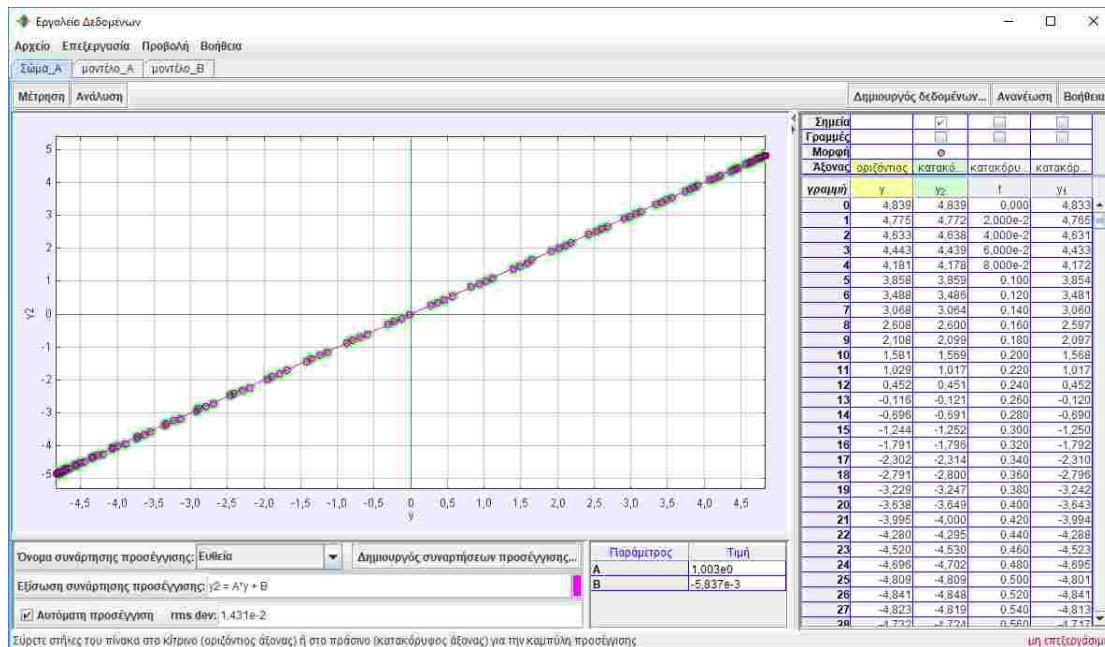 Εργαλείο Δεδομένων
Αρχείο Επεξεργασία Προβολή Βοήθεια
Σώμα_Α μοντέλο_Α μοντέλο_Β
Μέτρηση Ανάλυση Δημιουργός δεδομένων... Ανανέωση Βοήθεια
y2
5
4
3
2
1
0
-1
-2
-3
-4
-5
-4,5 -4,0 -3,5 -3,0 -2,5 -2,0 -1,5 -1,0 -0,5 0 0,5 1,0 1,5 2,0 2,5 3,0 3,5 4,0 4,5
y
Σημεία
Γραμμές
Μορφή
Άξονας οριζόντιος κατακό... κατακόρυ... κατακόρ...
γραμμή y y2 t y1
0 4,839 4,839 0,000 4,833
1 4,775 4,772 2,000e-2 4,765
2 4,633 4,638 4,000e-2 4,631
3 4,443 4,439 6,000e-2 4,433
4 4,181 4,178 8,000e-2 4,172
5 3,858 3,859 0,100 3,854
6 3,488 3,486 0,120 3,481
7 3,068 3,064 0,140 3,060
8 2,608 2,600 0,160 2,597
9 2,108 2,099 0,180 2,097
10 1,581 1,569 0,200 1,568
11 1,029 1,017 0,220 1,017
12 0,452 0,451 0,240 0,452
13 -0,116 -0,121 0,260 -0,120
14 -0,696 -0,691 0,280 -0,690
15 -1,244 -1,252 0,300 -1,250
16 -1,791 -1,796 0,320 -1,792
17 -2,302 -2,314 0,340 -2,310
18 -2,791 -2,800 0,360 -2,796
19 -3,229 -3,247 0,380 -3,242
20 -3,638 -3,649 0,400 -3,643
21 -3,995 -4,000 0,420 -3,994
22 -4,280 -4,295 0,440 -4,288
23 -4,520 -4,530 0,460 -4,523
24 -4,696 -4,702 0,480 -4,695
25 -4,809 -4,809 0,500 -4,801
26 -4,841 -4,848 0,520 -4,841
27 -4,823 -4,819 0,540 -4,813
28 -4,732 -4,724 0,560 -4,717
Όνομα συνάρτησης προσέγγισης: Ευθεία Δημιουργός συναρτήσεων προσέγγισης...
Εξίσωση συνάρτησης προσέγγισης: y2 = A*y + B
Αυτόματη προσέγγιση rms dev: 1,431e-2
Παράμετρος Τιμή
A 1,003e0
B -5,837e-3
Σύρετε στήλες του πίνακα στο κίτρινο (οριζόντιος άξονας) ή στο πράσινο (κατακόρυφος άξονας) για την καμπύλη προσέγγισης
μη επεξεργάσιμ